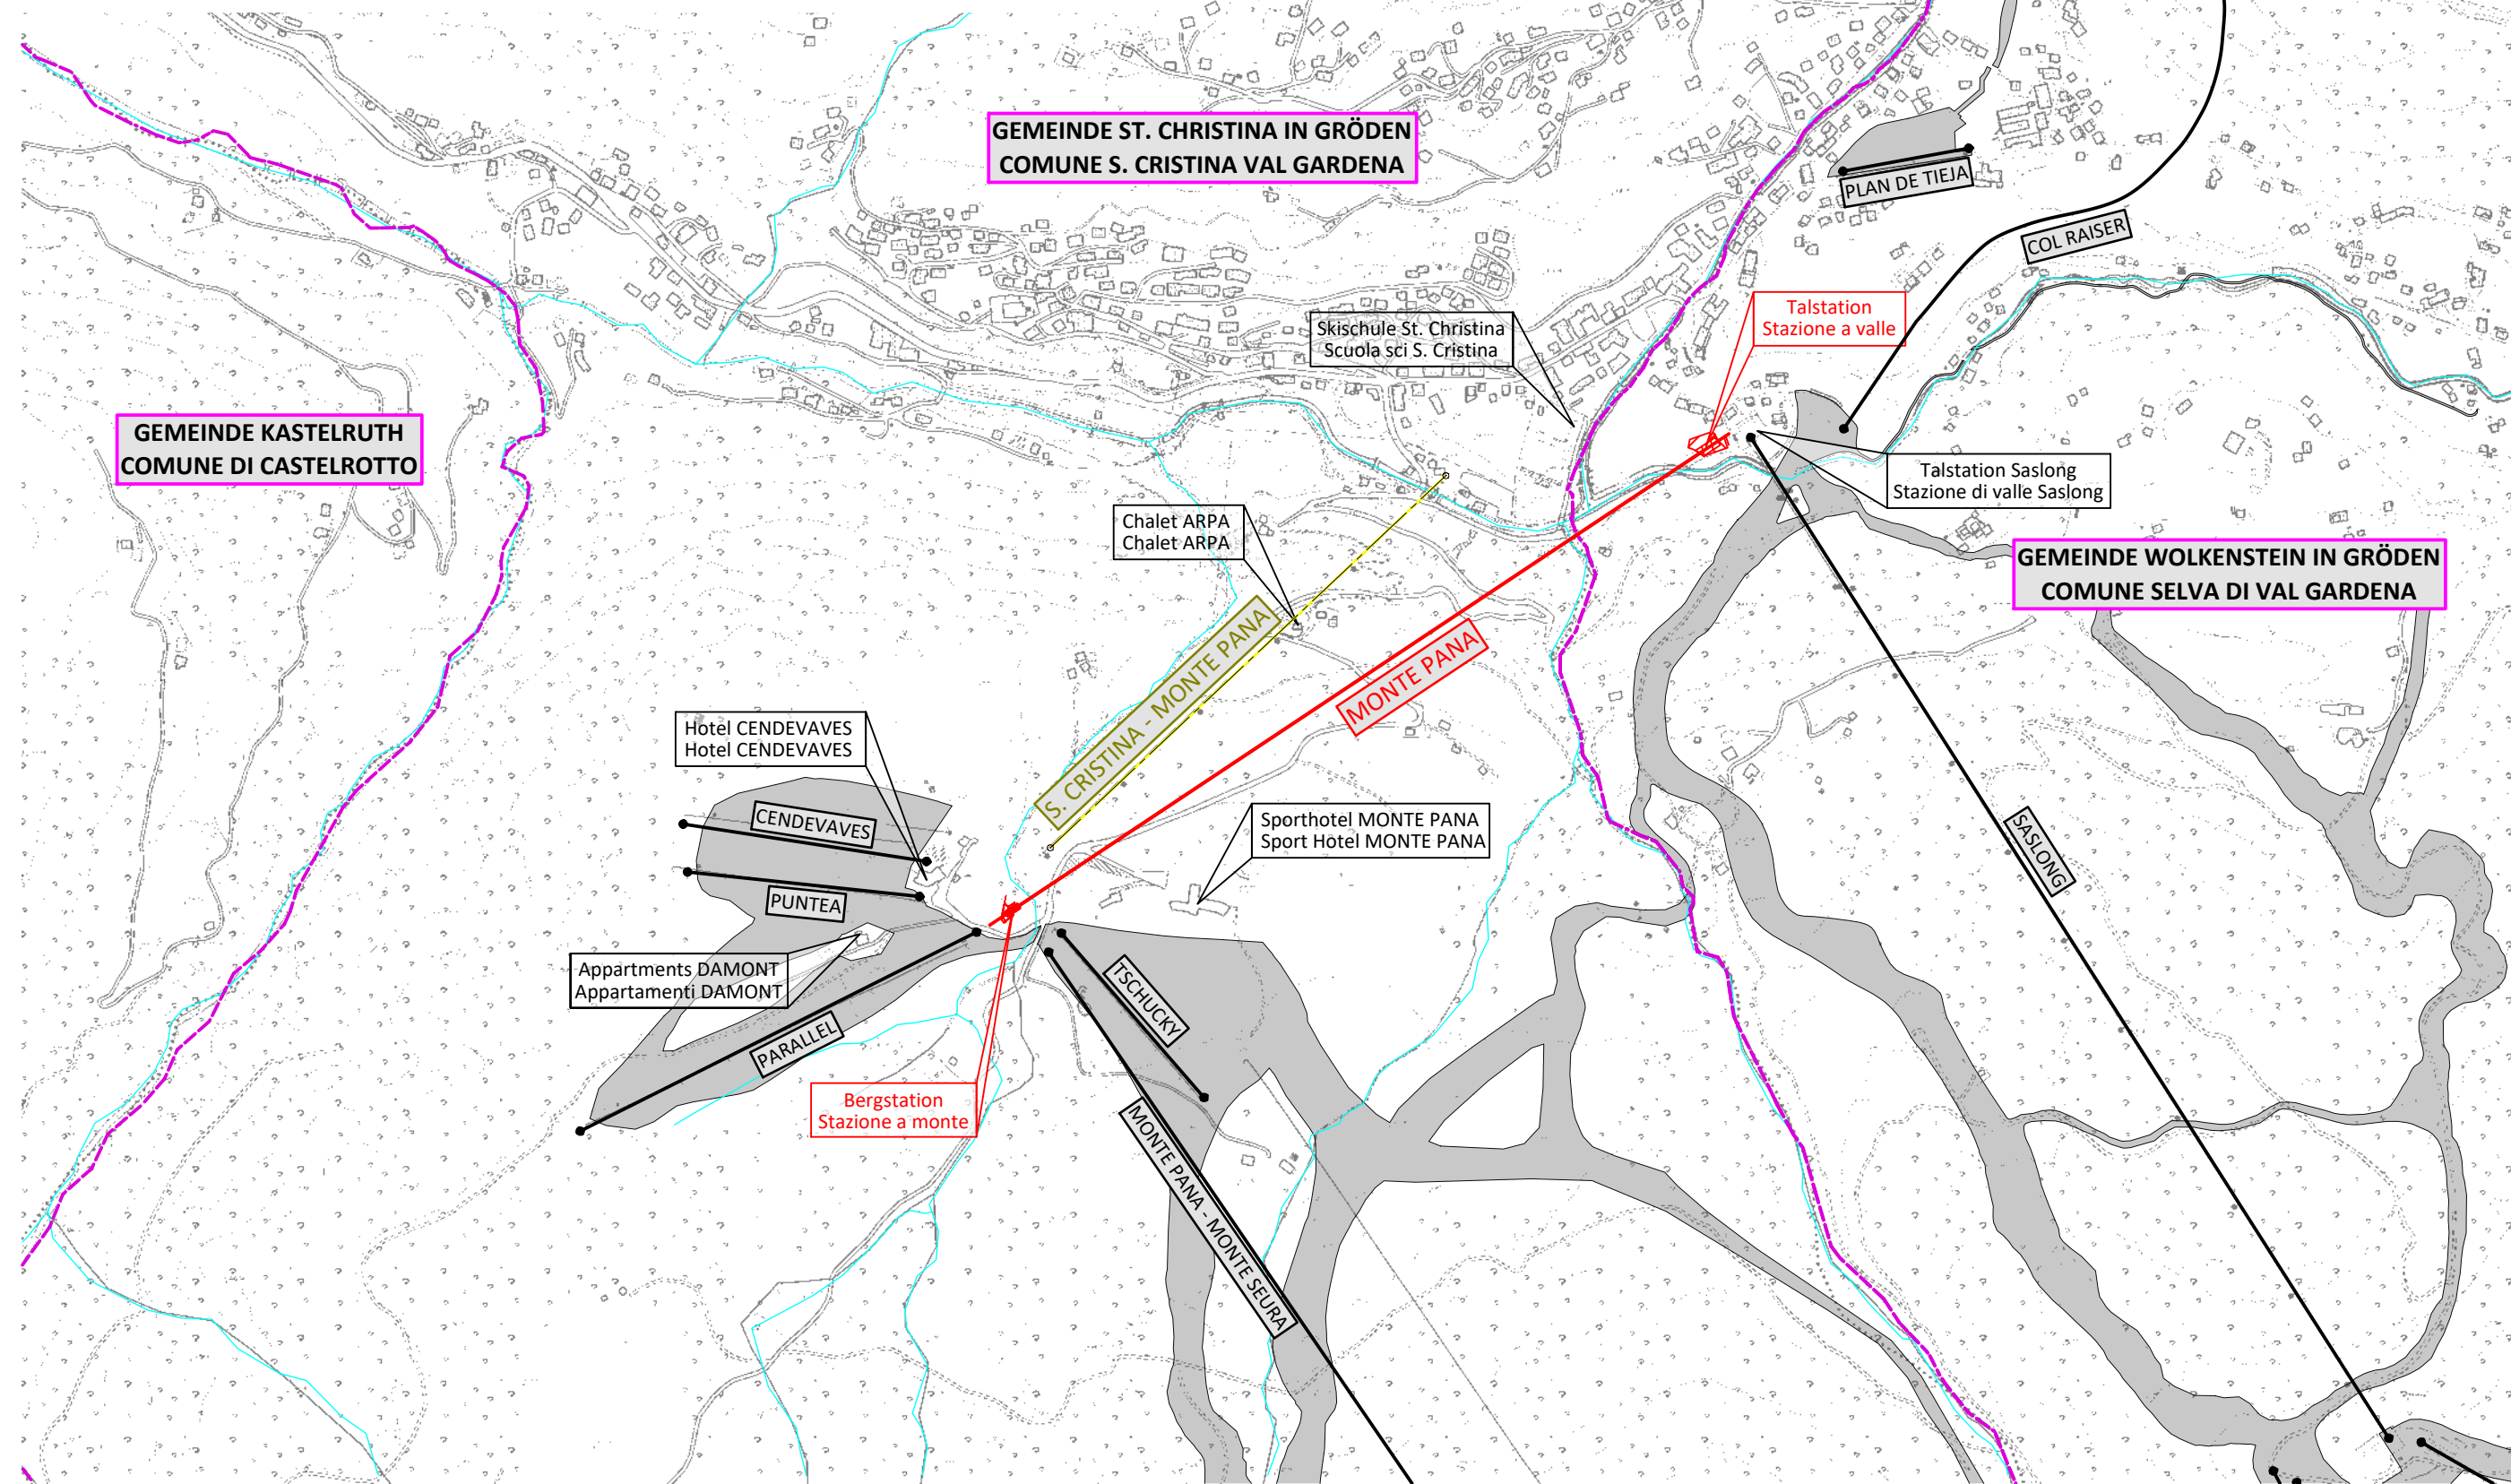 GEMEINDE ST. CHRISTINA IN GRÖDEN
COMUNE S. CRISTINA VAL GARDENA
PLAN DE TIEJA
COL RAISER
Talstation
Stazione a valle
Skischule St. Christina
Scuola sci S. Cristina
GEMEINDE KASTELRUTH
COMUNE DI CASTELROTTO
Talstation Saslong
Stazione di valle Saslong
Chalet ARPA
Chalet ARPA
GEMEINDE WOLKENSTEIN IN GRÖDEN
COMUNE SELVA DI VAL GARDENA
S. CRISTINA - MONTE PANA
MONTE PANA
Hotel CENDEVAVES
Hotel CENDEVAVES
CENDEVAVES
Sporthotel MONTE PANA
Sport Hotel MONTE PANA
SASLONG
PUNTEA
Appartments DAMONT
Appartamenti DAMONT
TSCHUCKY
PARALLEL
Bergstation
Stazione a monte
MONTE PANA - MONTE SEURA